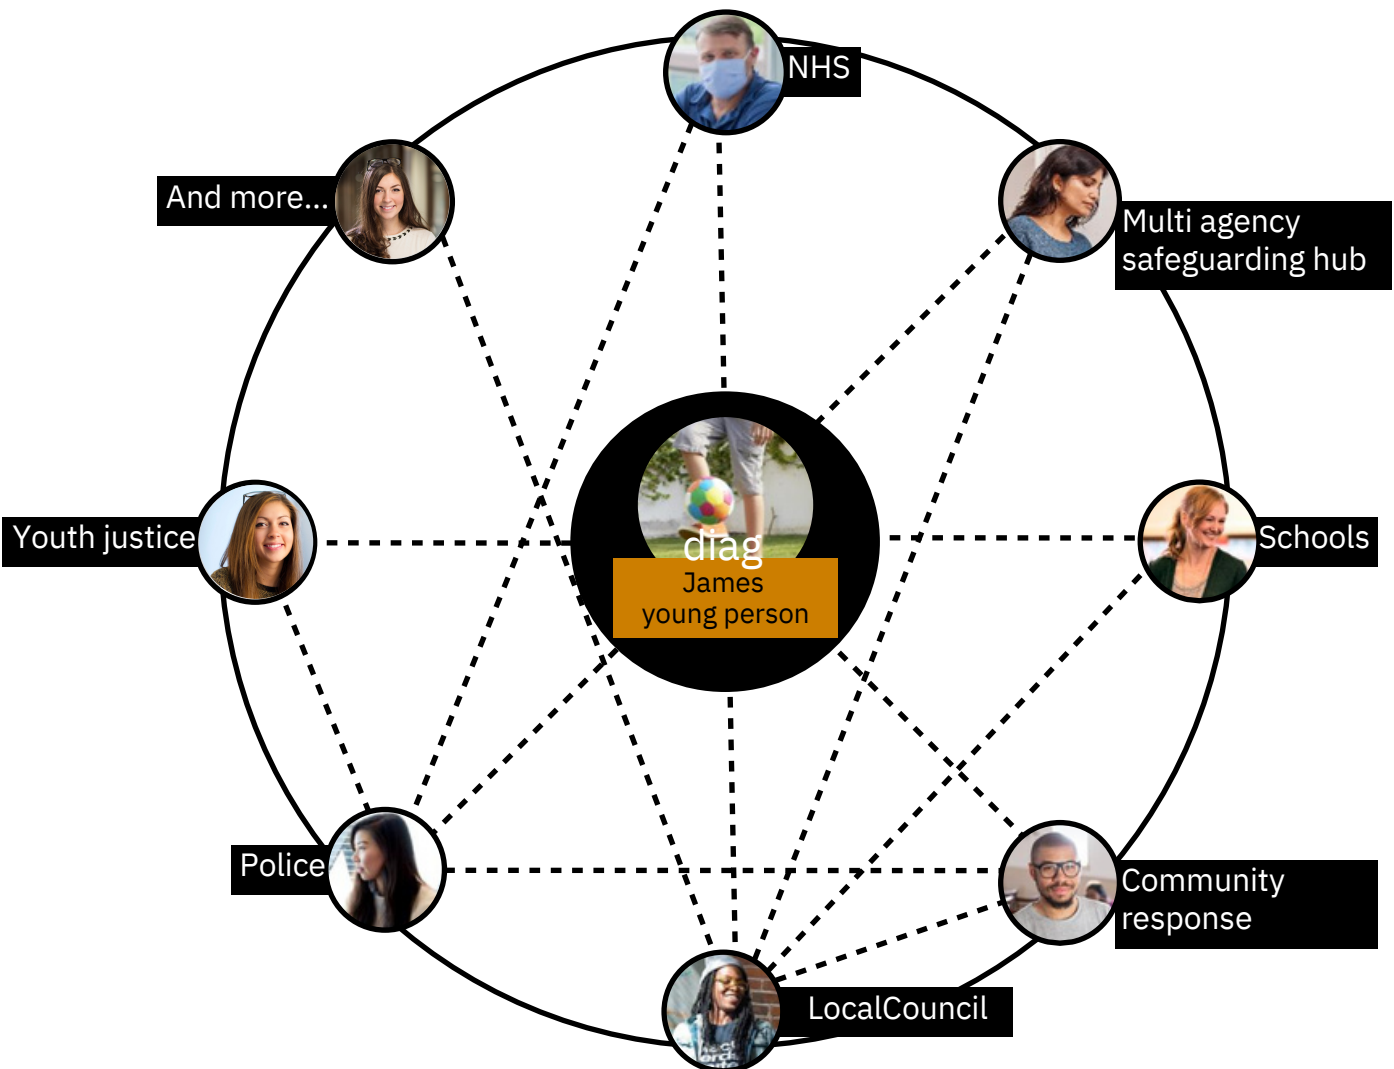 NHS
And more...
Multi agency
safeguarding hub
Youth justice
Schools
diag
James
young person
Police
Community
response
LocalCouncil